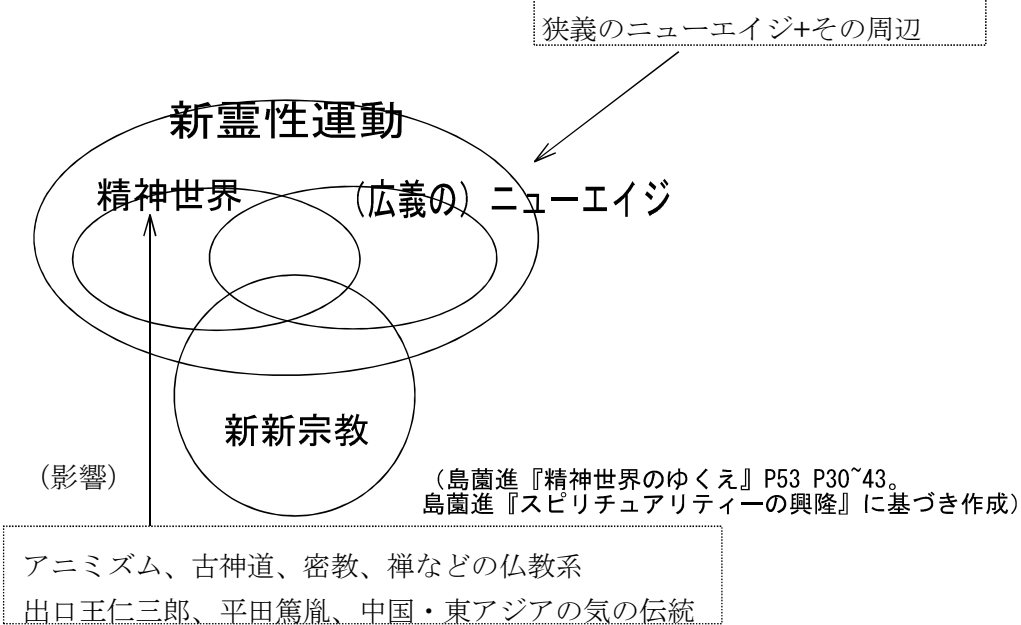 狭義のニューエイジ+その周辺
新霊性運動
精神世界
(広義の)ニューエイジ
新新宗教
(影響)
(島薗進『精神世界のゆくえ』P53 P30~43。
島薗進『スピリチュアリティーの興隆』に基づき作成)
アニミズム、古神道、密教、禅などの仏教系
出口王仁三郎、平田篤胤、中国・東アジアの気の伝統